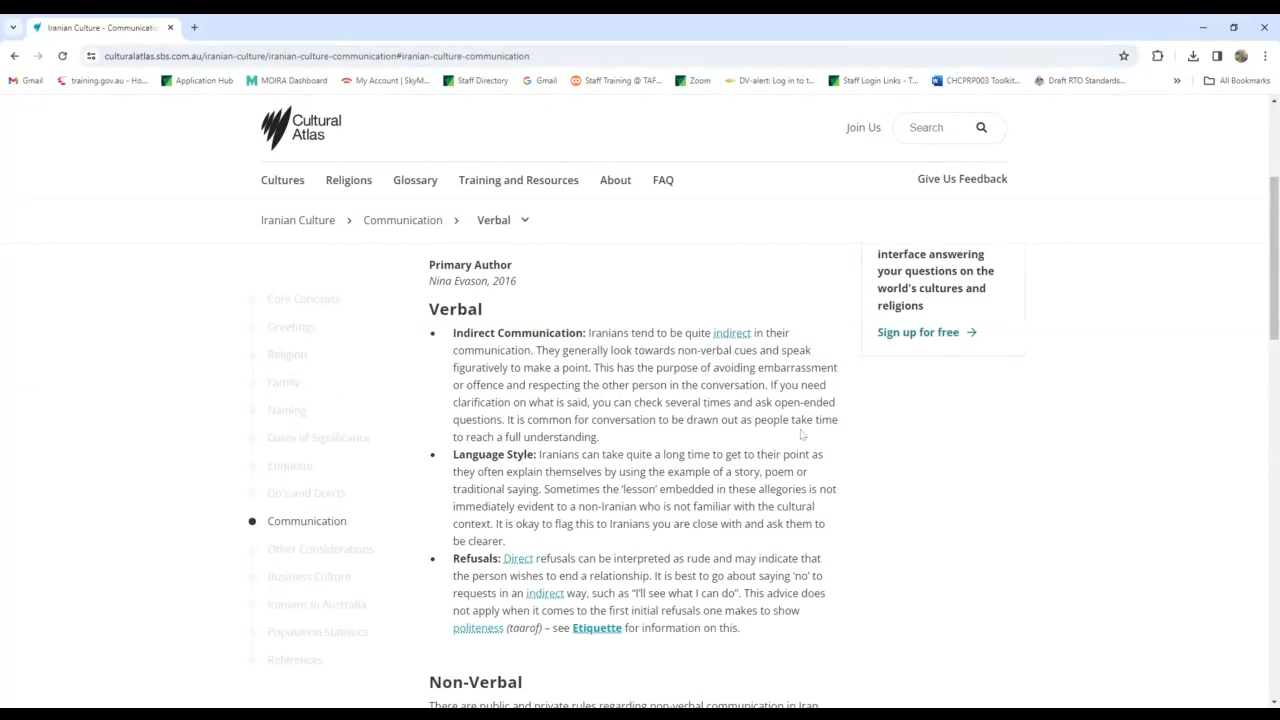 Iranian Culture - Communicatio
culturalatlas.sbs.com.au/iranian-culture/iranian-culture-communication#iranian-culture-communication
Gmail training.gov.au - Ho... Application Hub MOIRA Dashboard My Account | SkyM... Staff Directory Gmail Staff Training @ TAF... Zoom DV-alert: Log in to t... Staff Login Links - T... CHCPRP003 Toolkit... Draft RTO Standards... » All Bookmarks
Cultural
Atlas
Join Us Search
Cultures Religions Glossary Training and Resources About FAQ Give Us Feedback
Iranian Culture > Communication > Verbal
Core Concepts
Greetings
Religion
Family
Naming
Dates of Significance
Etiquette
Do's and Don'ts
Communication
Other Considerations
Business Culture
Iranians in Australia
Population Statistics
References
Primary Author
Nina Evason, 2016
Verbal
• Indirect Communication: Iranians tend to be quite indirect in their
communication. They generally look towards non-verbal cues and speak
figuratively to make a point. This has the purpose of avoiding embarrassment
or offence and respecting the other person in the conversation. If you need
clarification on what is said, you can check several times and ask open-ended
questions. It is common for conversation to be drawn out as people take time
to reach a full understanding.
• Language Style: Iranians can take quite a long time to get to their point as
they often explain themselves by using the example of a story, poem or
traditional saying. Sometimes the ‘lesson’ embedded in these allegories is not
immediately evident to a non-Iranian who is not familiar with the cultural
context. It is okay to flag this to Iranians you are close with and ask them to
be clearer.
• Refusals: Direct refusals can be interpreted as rude and may indicate that
the person wishes to end a relationship. It is best to go about saying ‘no’ to
requests in an indirect way, such as “I’ll see what I can do”. This advice does
not apply when it comes to the first initial refusals one makes to show
politeness (taarof) – see Etiquette for information on this.
Non-Verbal
There are public and private rules regarding non-verbal communication in Iran
interface answering
your questions on the
world's cultures and
religions
Sign up for free →